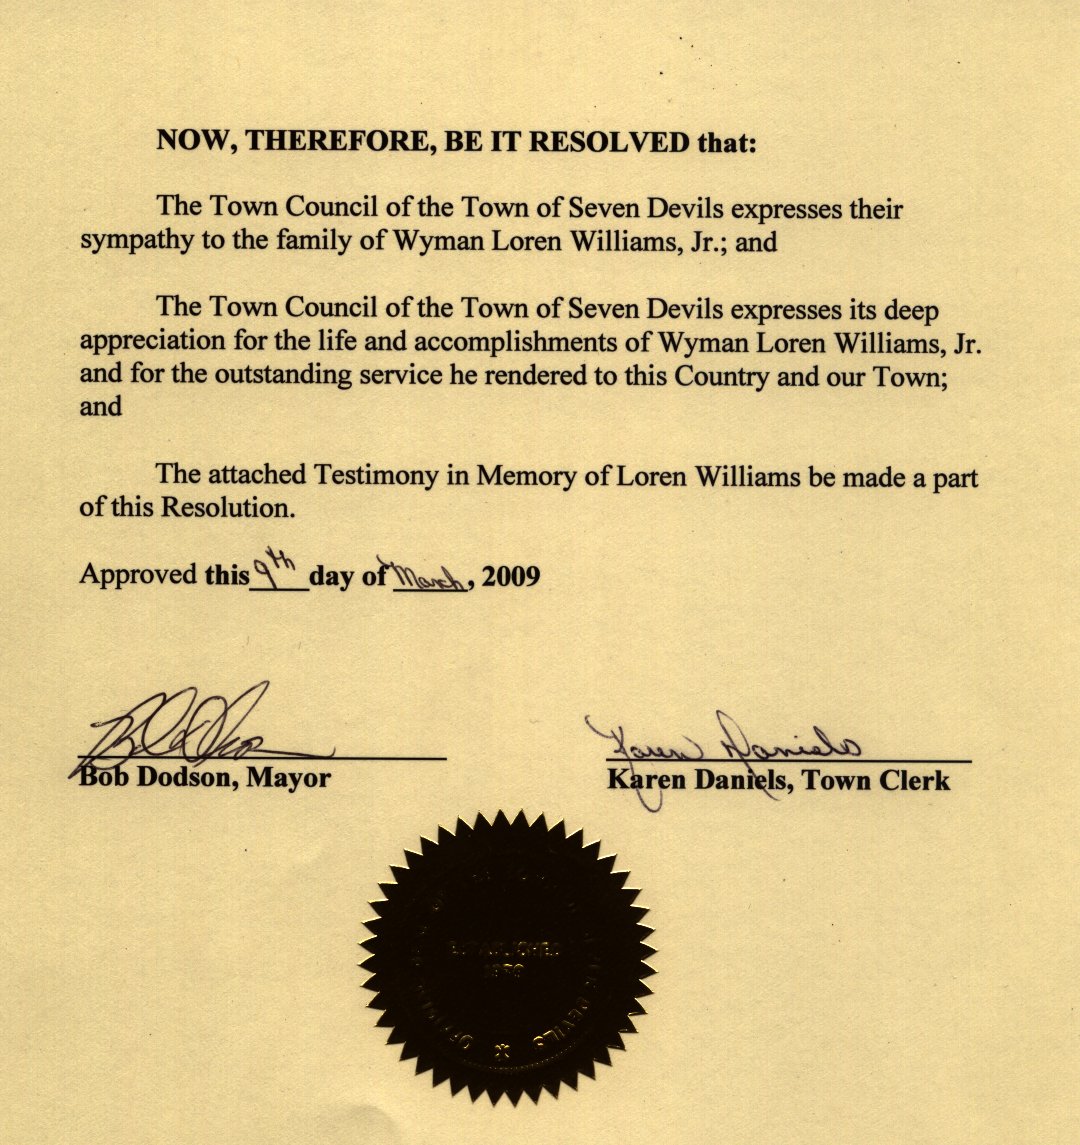 NOW, THEREFORE, BE IT RESOLVED that:
The Town Council of the Town of Seven Devils expresses their
sympathy to the family of Wyman Loren Williams, Jr.; and
The Town Council of the Town of Seven Devils expresses its deep
appreciation for the life and accomplishments of Wyman Loren Williams, Jr.
and for the outstanding service he rendered to this Country and our Town;
and
The attached Testimony in Memory of Loren Williams be made a part
of this Resolution.
Approved this 9th day of March, 2009
Karen Daniels
Bob Dodson, Mayor
Karen Daniels, Town Clerk
ESTABLISHED
DEVILS